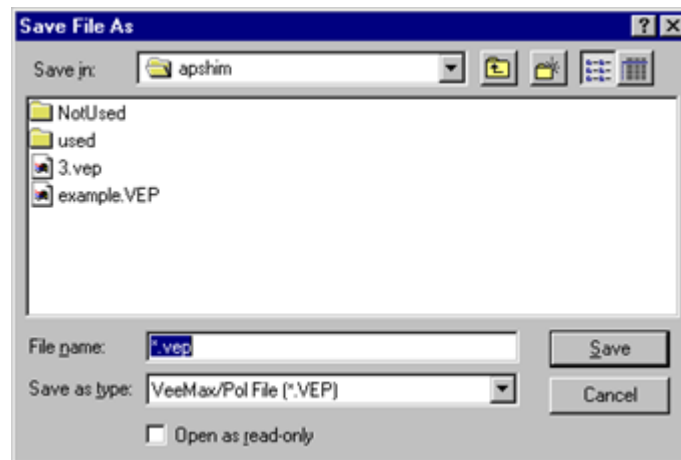 Save File As
Save in: apshim
NotUsed
used
3.vep
example.VEP
File name: *.vep Save
Save as type: VeeMax/Pol File (*.VEP) Cancel
Open as read-only